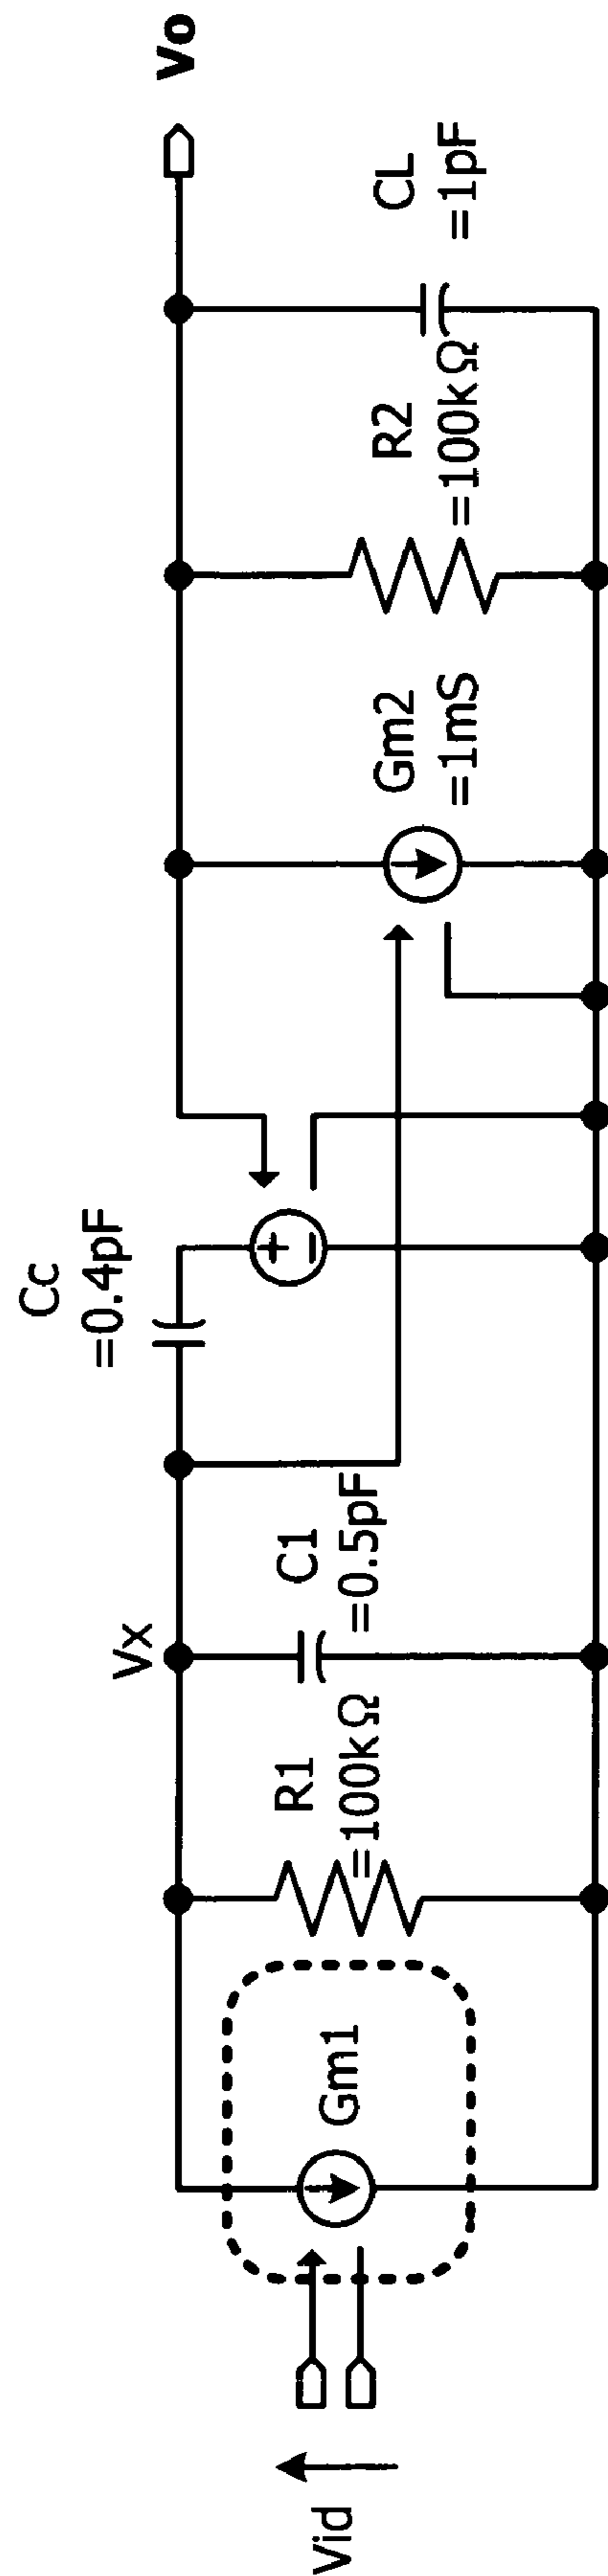 Vid
Gm1
R1
=100kΩ
Vx
C1
=0.5pF
Cc
=0.4pF
+
−
Gm2
=1mS
R2
=100kΩ
CL
=1pF
Vo